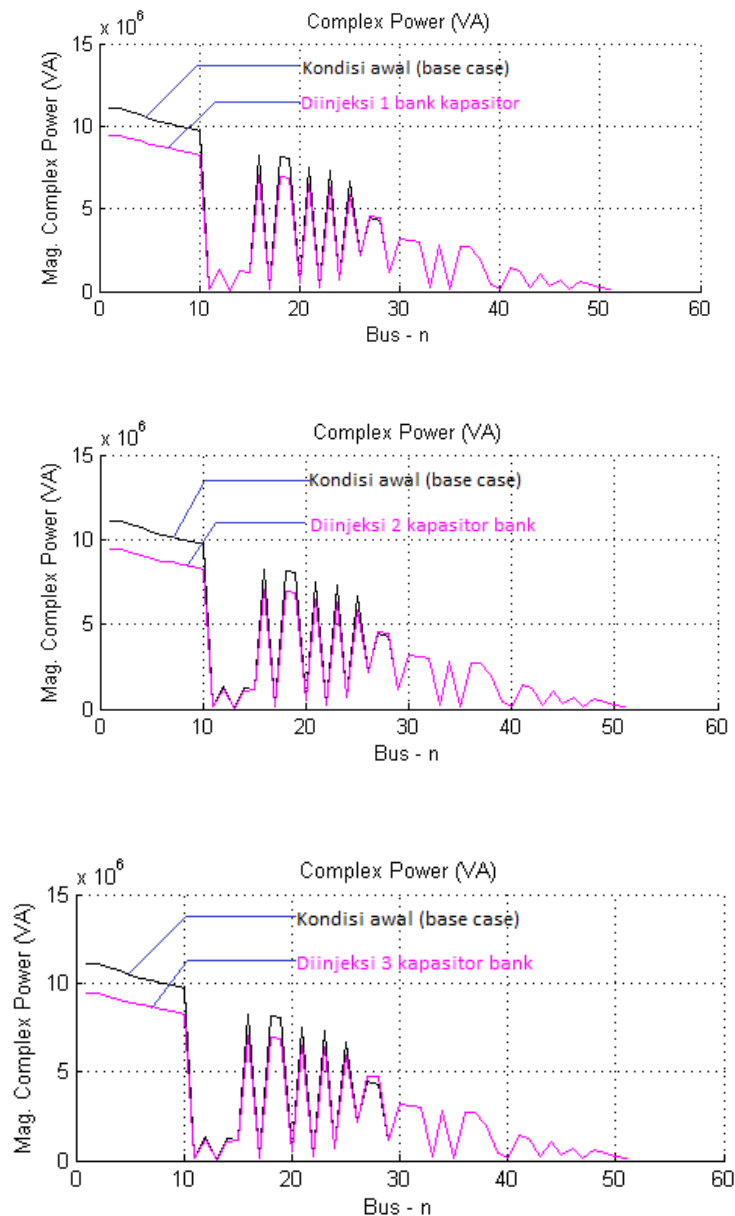 Complex Power (VA)
x 10^6
Mag. Complex Power (VA)
15
10
5
0
Kondisi awal (base case)
Diinjeksi 1 bank kapasitor
0 10 20 30 40 50 60
Bus - n
Complex Power (VA)
x 10^6
Mag. Complex Power (VA)
15
10
5
0
Kondisi awal (base case)
Diinjeksi 2 kapasitor bank
0 10 20 30 40 50 60
Bus - n
Complex Power (VA)
x 10^6
Mag. Complex Power (VA)
15
10
5
0
Kondisi awal (base case)
Diinjeksi 3 kapasitor bank
0 10 20 30 40 50 60
Bus - n